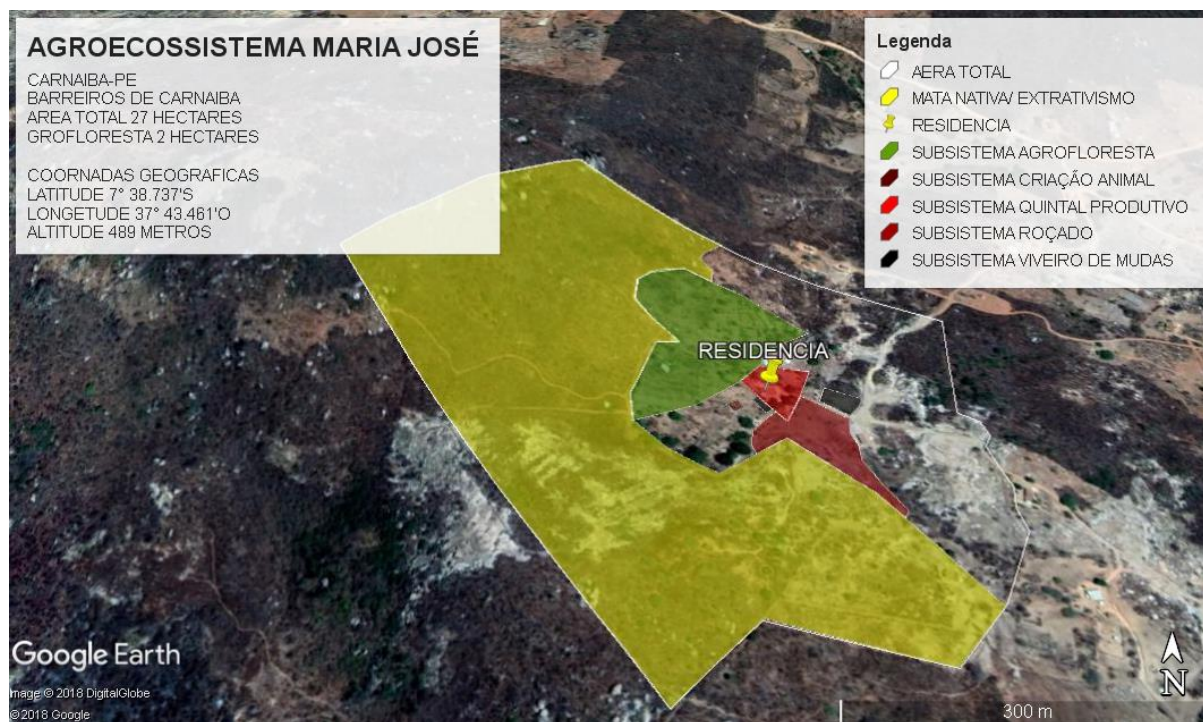 AGROECOSSISTEMA MARIA JOSÉ
CARNAIBA-PE
BARREIROS DE CARNAIBA
AREA TOTAL 27 HECTARES
GROFLORESTA 2 HECTARES
COORNADAS GEOGRAFICAS
LATITUDE 7° 38.737'S
LONGETUDE 37° 43.461'O
ALTITUDE 489 METROS
Legenda
AERA TOTAL
MATA NATIVA/ EXTRATIVISMO
RESIDENCIA
SUBSISTEMA AGROFLORESTA
SUBSISTEMA CRIAÇÃO ANIMAL
SUBSISTEMA QUINTAL PRODUTIVO
SUBSISTEMA ROÇADO
SUBSISTEMA VIVEIRO DE MUDAS
RESIDENCIA
Google Earth
Image © 2018 DigitalGlobe
© 2018 Google
N
300 m